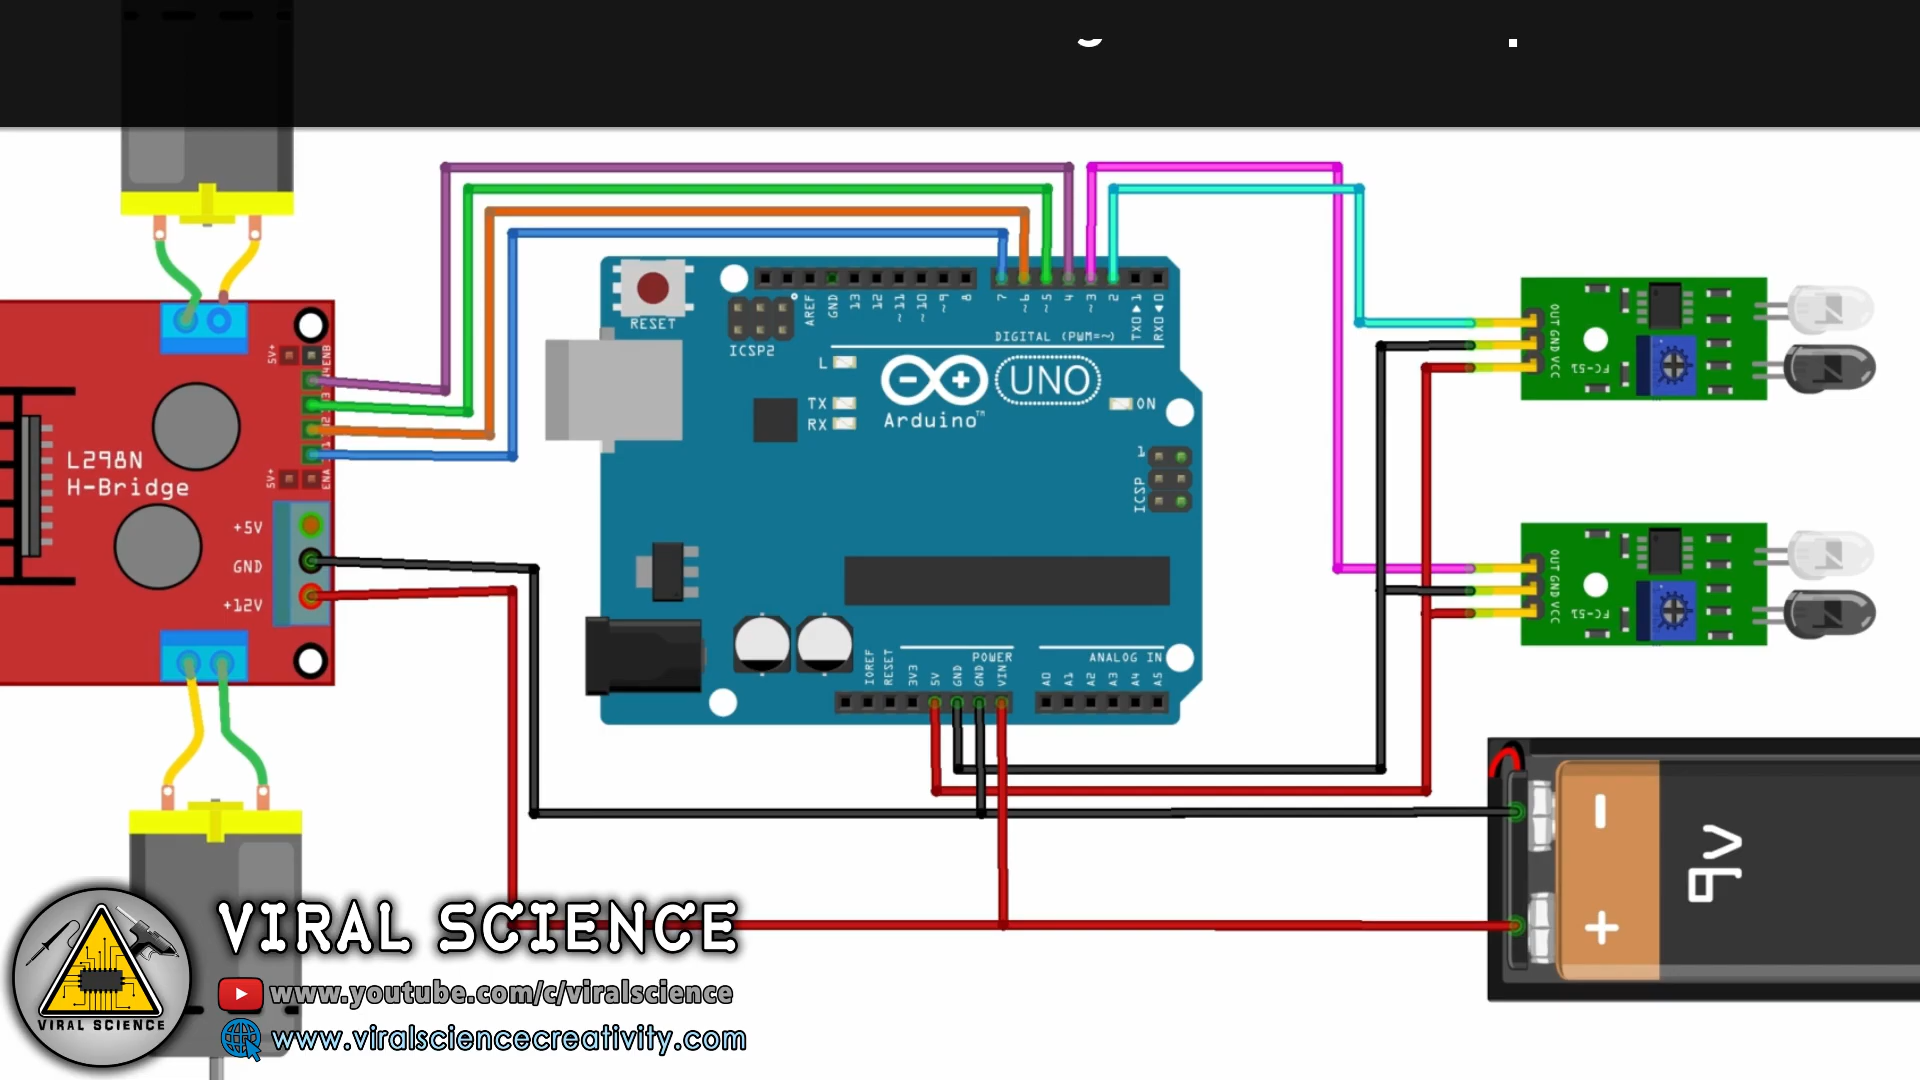 RESET
ICSP2
AREF
GND
13
12
~11
~10
~9
8
7
~6
~5
4
~3
2
TX0▶1
RX0◀0
DIGITAL (PWM=~)
L
TX
RX
UNO
Arduino™
ON
1
ICSP
OUT GND VCC
FC-51
OUT GND VCC
FC-51
5V+
ENB
L298N
H-Bridge
5V+
ENA
+5V
GND
+12V
POWER
ANALOG IN
IOREF
RESET
3V3
5V
GND
GND
VIN
A0
A1
A2
A3
A4
A5
- +
9v
VIRAL SCIENCE
www.youtube.com/c/viralscience
www.viralsciencecreativity.com
VIRAL SCIENCE